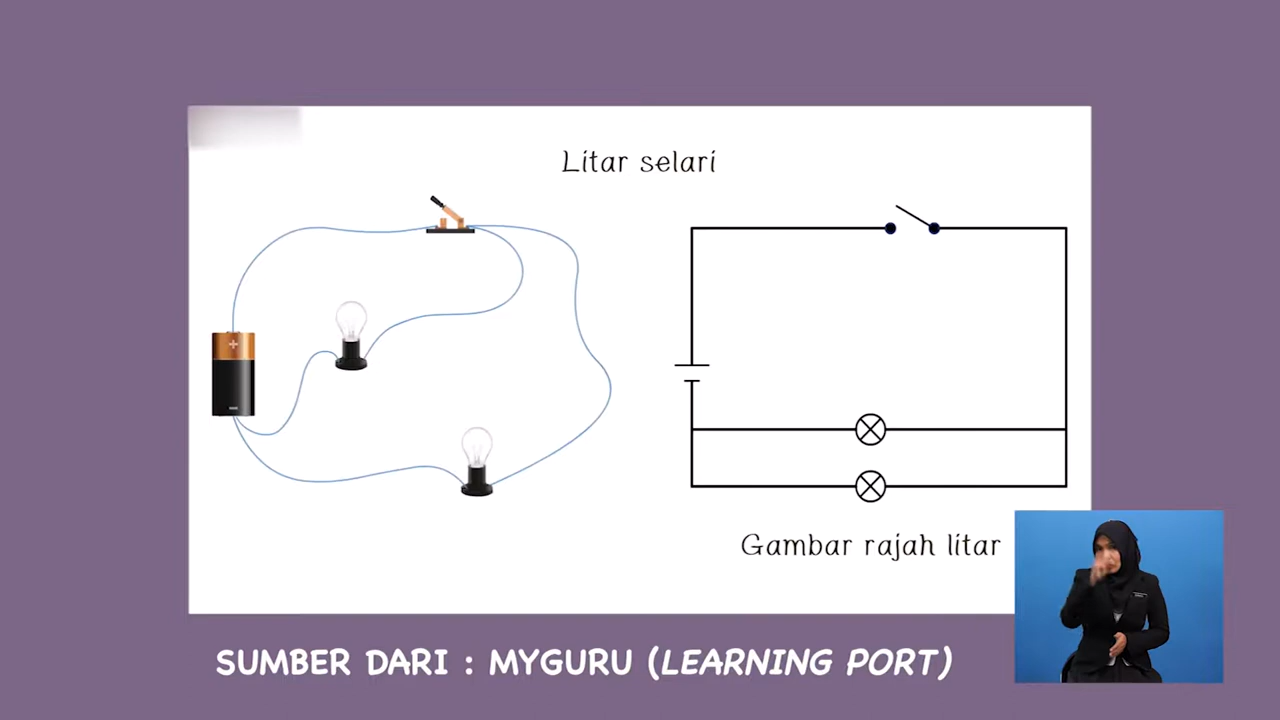 Litar selari
+
Gambar rajah litar
SUMBER DARI : MYGURU (LEARNING PORT)